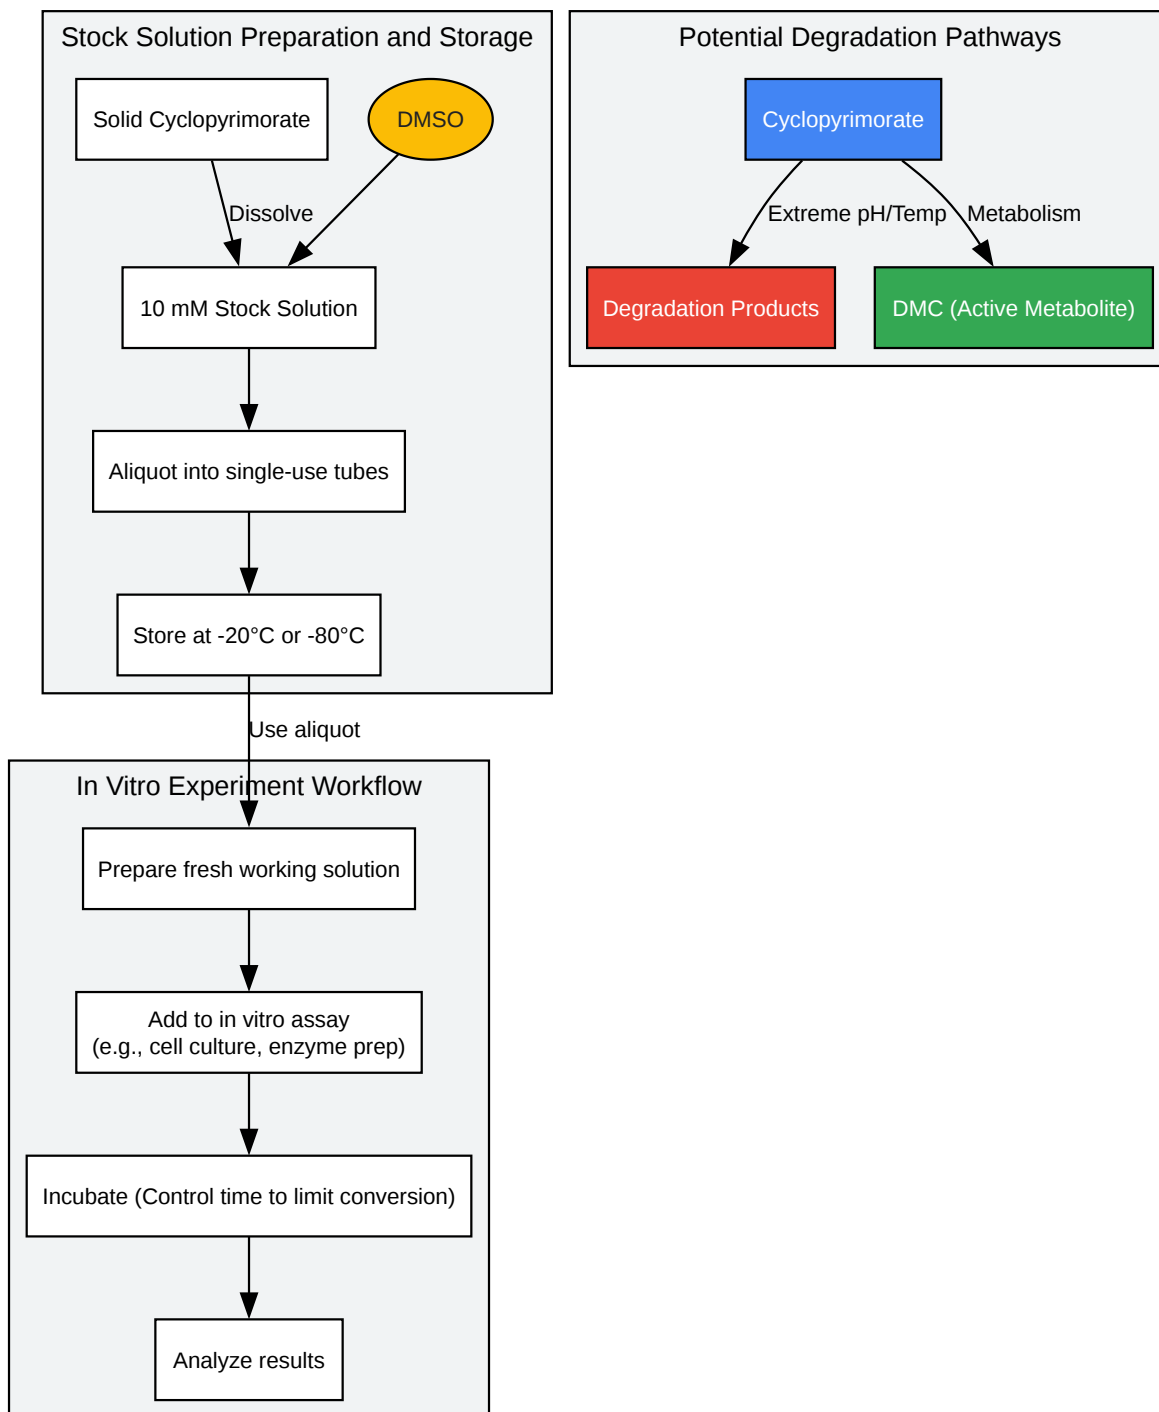 Stock Solution Preparation and Storage
Solid Cyclopyrimorate
DMSO
Dissolve
10 mM Stock Solution
Aliquot into single-use tubes
Store at -20°C or -80°C
Use aliquot
In Vitro Experiment Workflow
Prepare fresh working solution
Add to in vitro assay
(e.g., cell culture, enzyme prep)
Incubate (Control time to limit conversion)
Analyze results
Potential Degradation Pathways
Cyclopyrimorate
Extreme pH/Temp
Metabolism
Degradation Products
DMC (Active Metabolite)